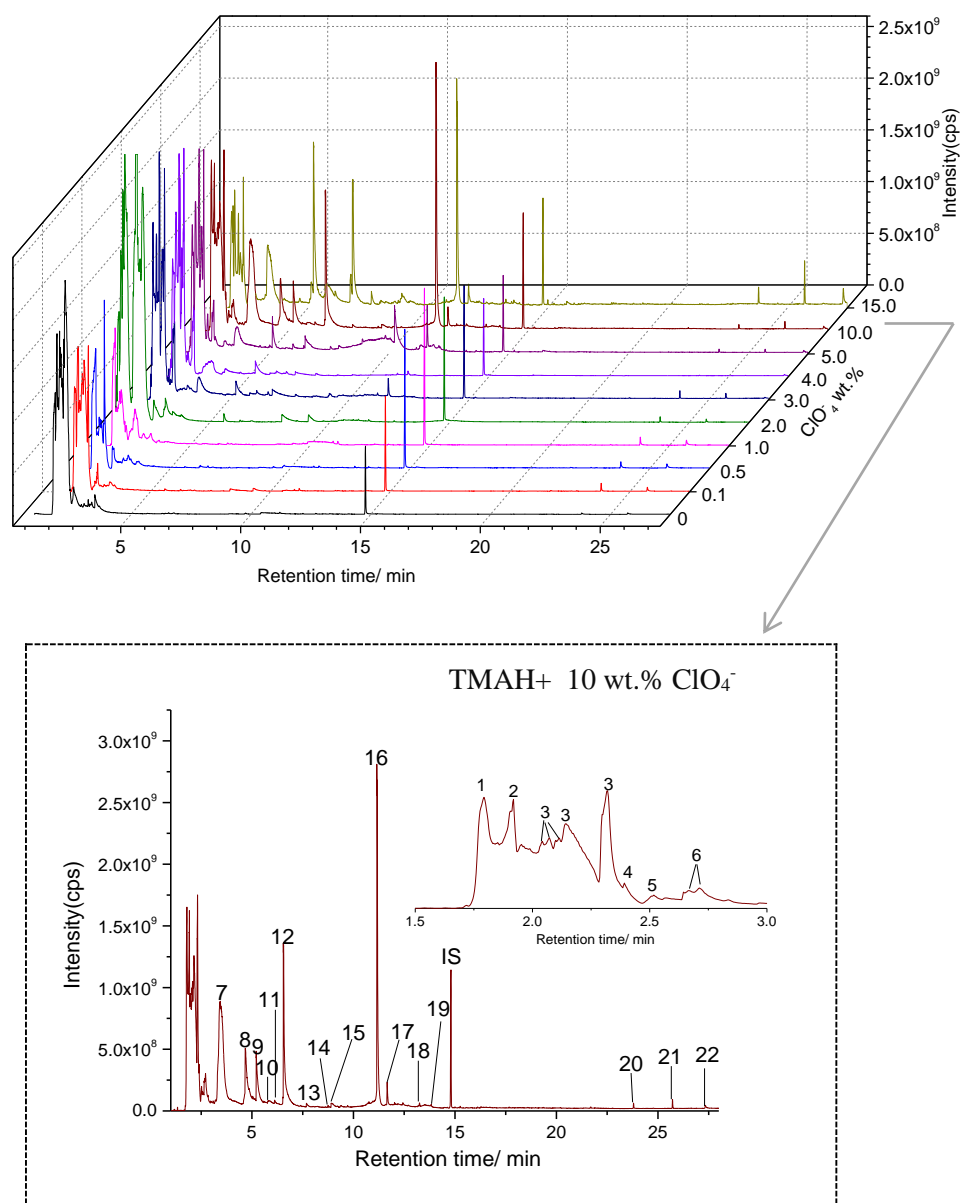 2.5x10⁹
2.0x10⁹
1.5x10⁹
1.0x10⁹
5.0x10⁸
0.0
Intensity(cps)
15.0
10.0
5.0
4.0
3.0
2.0
1.0
0.5
0.1
0
ClO₄⁻ wt.%
5 10 15 20 25
Retention time/ min
TMAH+ 10 wt.% ClO₄⁻
3.0x10⁹
2.5x10⁹
2.0x10⁹
1.5x10⁹
1.0x10⁹
5.0x10⁸
0.0
Intensity(cps)
16
12
IS
7
11
8
9
10
13
14
15
17
18
19
20
21
22
5 10 15 20 25
Retention time/ min
1
2
3
3
3
4
5
6
1.5 2.0 2.5 3.0
Retention time/ min